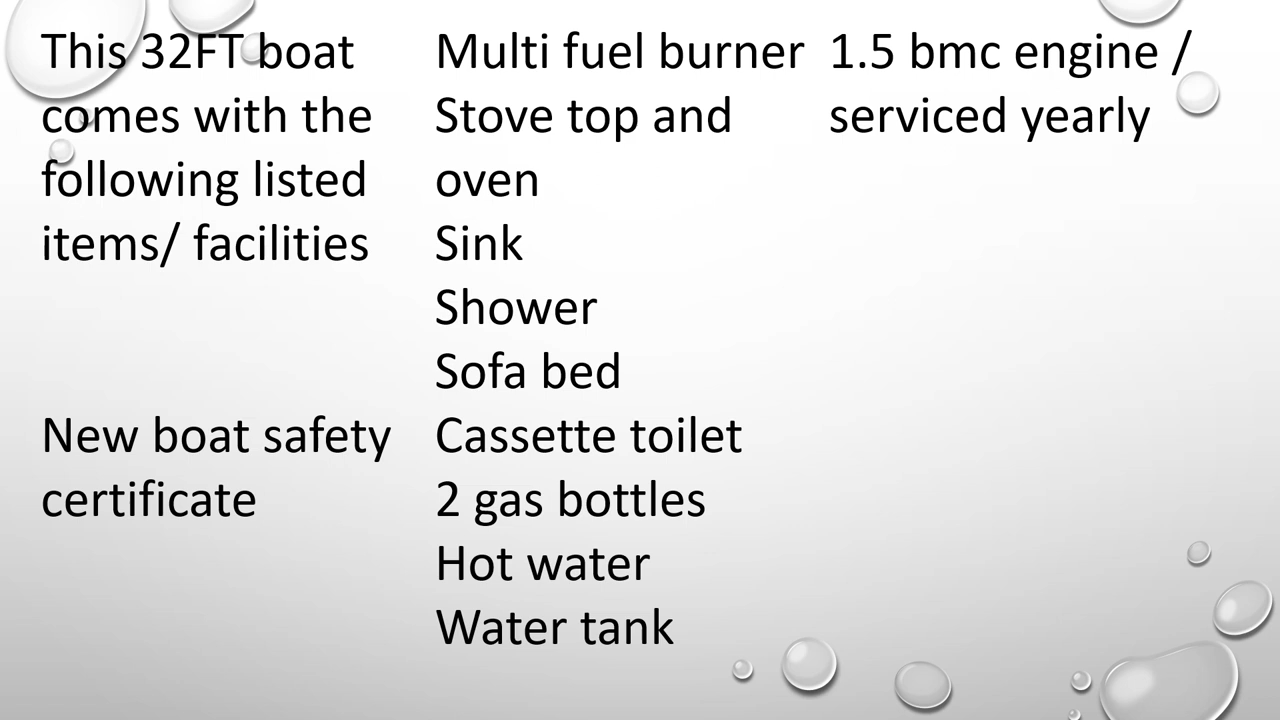 This 32FT boat
comes with the
following listed
items/ facilities
New boat safety
certificate
Multi fuel burner
Stove top and
oven
Sink
Shower
Sofa bed
Cassette toilet
2 gas bottles
Hot water
Water tank
1.5 bmc engine /
serviced yearly